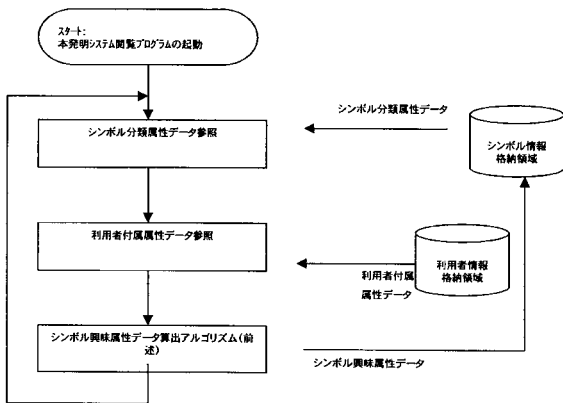 スタート:
本発明システム閲覧プログラムの起動
シンボル分類属性データ
シンボル分類属性データ参照
シンボル情報
格納領域
利用者付属属性データ参照
利用者情報
格納領域
利用者付属
属性データ
シンボル興味属性データ算出アルゴリズム(前
述)
シンボル興味属性データ